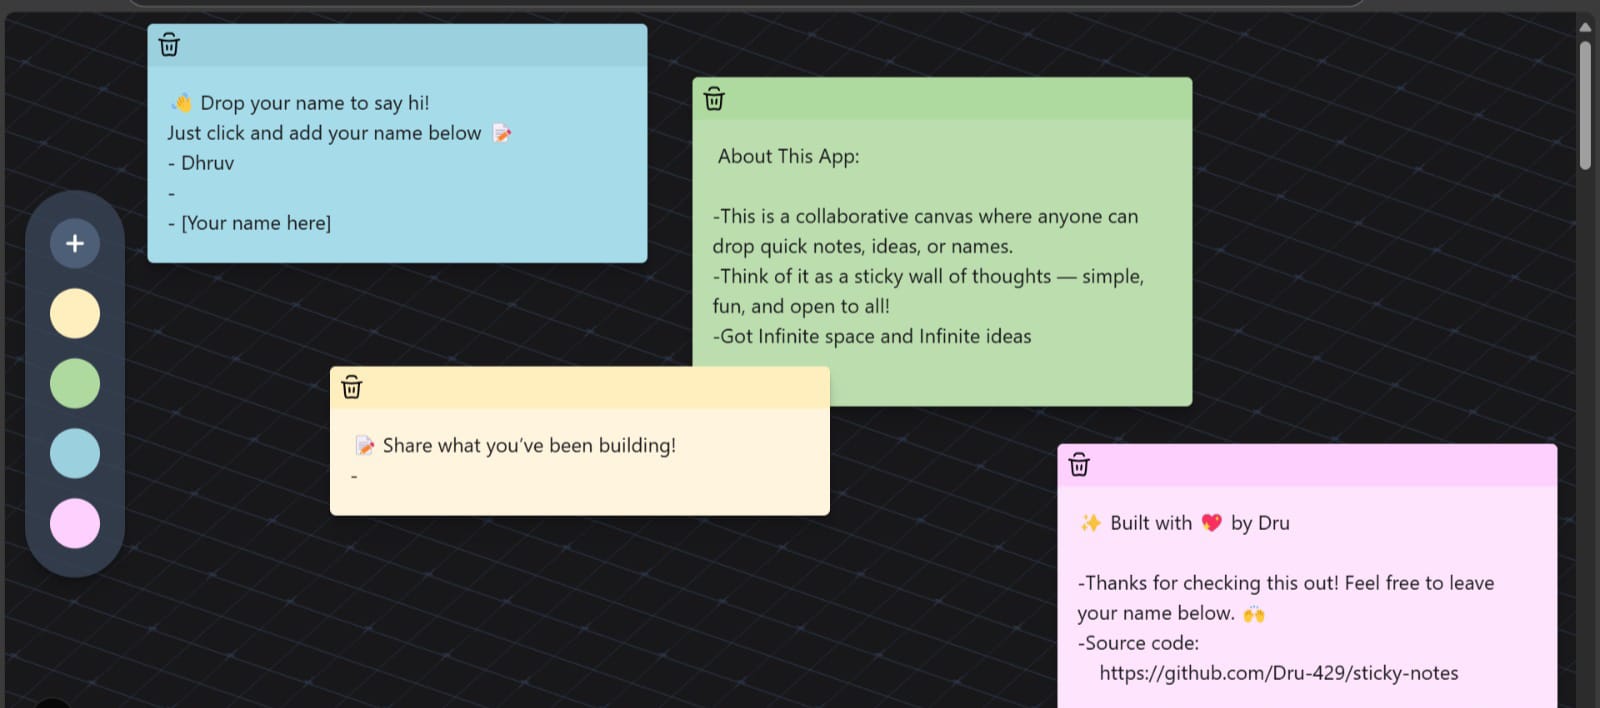 👋 Drop your name to say hi!
Just click and add your name below 📝
- Dhruv
-
- [Your name here]
About This App:
-This is a collaborative canvas where anyone can
drop quick notes, ideas, or names.
-Think of it as a sticky wall of thoughts — simple,
fun, and open to all!
-Got Infinite space and Infinite ideas
📝 Share what you’ve been building!
-
✨ Built with 💖 by Dru
-Thanks for checking this out! Feel free to leave
your name below. 🙌
-Source code:
https://github.com/Dru-429/sticky-notes